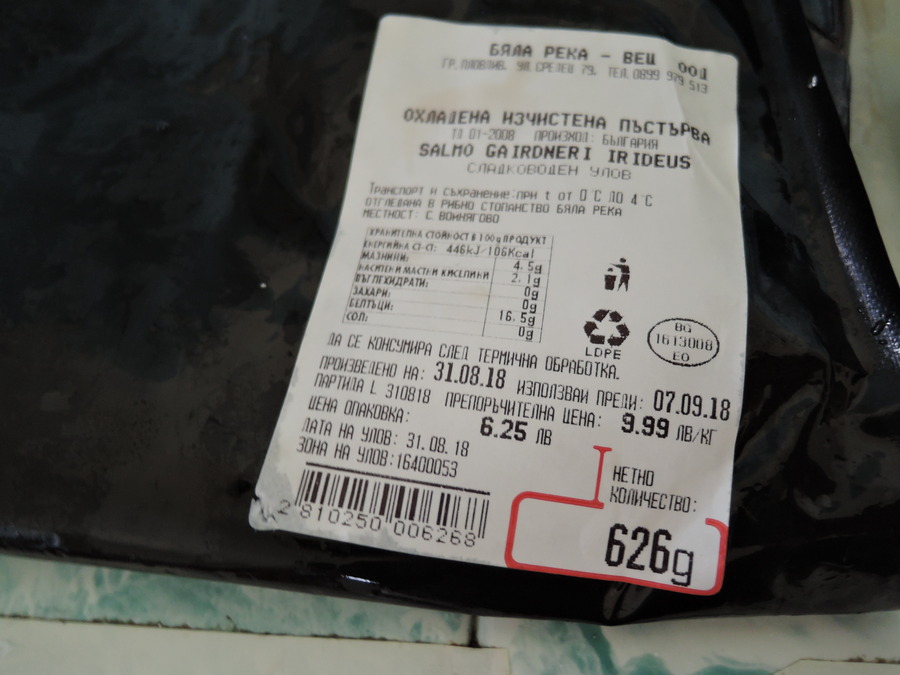 БЯЛА РЕКА - ВЕЦ ООД
ГР. ПЛОВДИВ, УЛ. СРЕДЕЦ 79, ТЕЛ. 0899 979 513
ОХЛАДЕНА ИЗЧИСТЕНА ПЪСТЪРВА
ТД 01-2008 ПРОИЗХОД: БЪЛГАРИЯ
SALMO GAIRDNERI IRIDEUS
СЛАДКОВОДЕН УЛОВ
Транспорт и съхранение: при t от 0°C ДО 4°C
ОТГЛЕДАНА В РИБНО СТОПАНСТВО БЯЛА РЕКА
МЕСТНОСТ: С. ВОИНЯГОВО
ХРАНИТЕЛНА СТОЙНОСТ В 100g ПРОДУКТ
ЕНЕРГИЙНА СТ-СТ: 446kJ/106Kcal
МАЗНИНИ: 4.5g
НАСИТЕНИ МАСТНИ КИСЕЛИНИ 2.1g
ВЪГЛЕХИДРАТИ: 0g
ЗАХАРИ: 0g
БЕЛТЪЦИ: 16.5g
СОЛ: 0g
LDPE
BG
1613008
EO
ДА СЕ КОНСУМИРА СЛЕД ТЕРМИЧНА ОБРАБОТКА.
ПРОИЗВЕДЕНО НА: 31.08.18 ИЗПОЛЗВАЙ ПРЕДИ: 07.09.18
ПАРТИДА L 310818 ПРЕПОРЪЧИТЕЛНА ЦЕНА: 9.99 ЛВ/КГ
ЦЕНА ОПАКОВКА: 6.25 ЛВ
ДАТА НА УЛОВ: 31.08.18
ЗОНА НА УЛОВ:16400053
НЕТНО
КОЛИЧЕСТВО:
626g
2 810250 006268